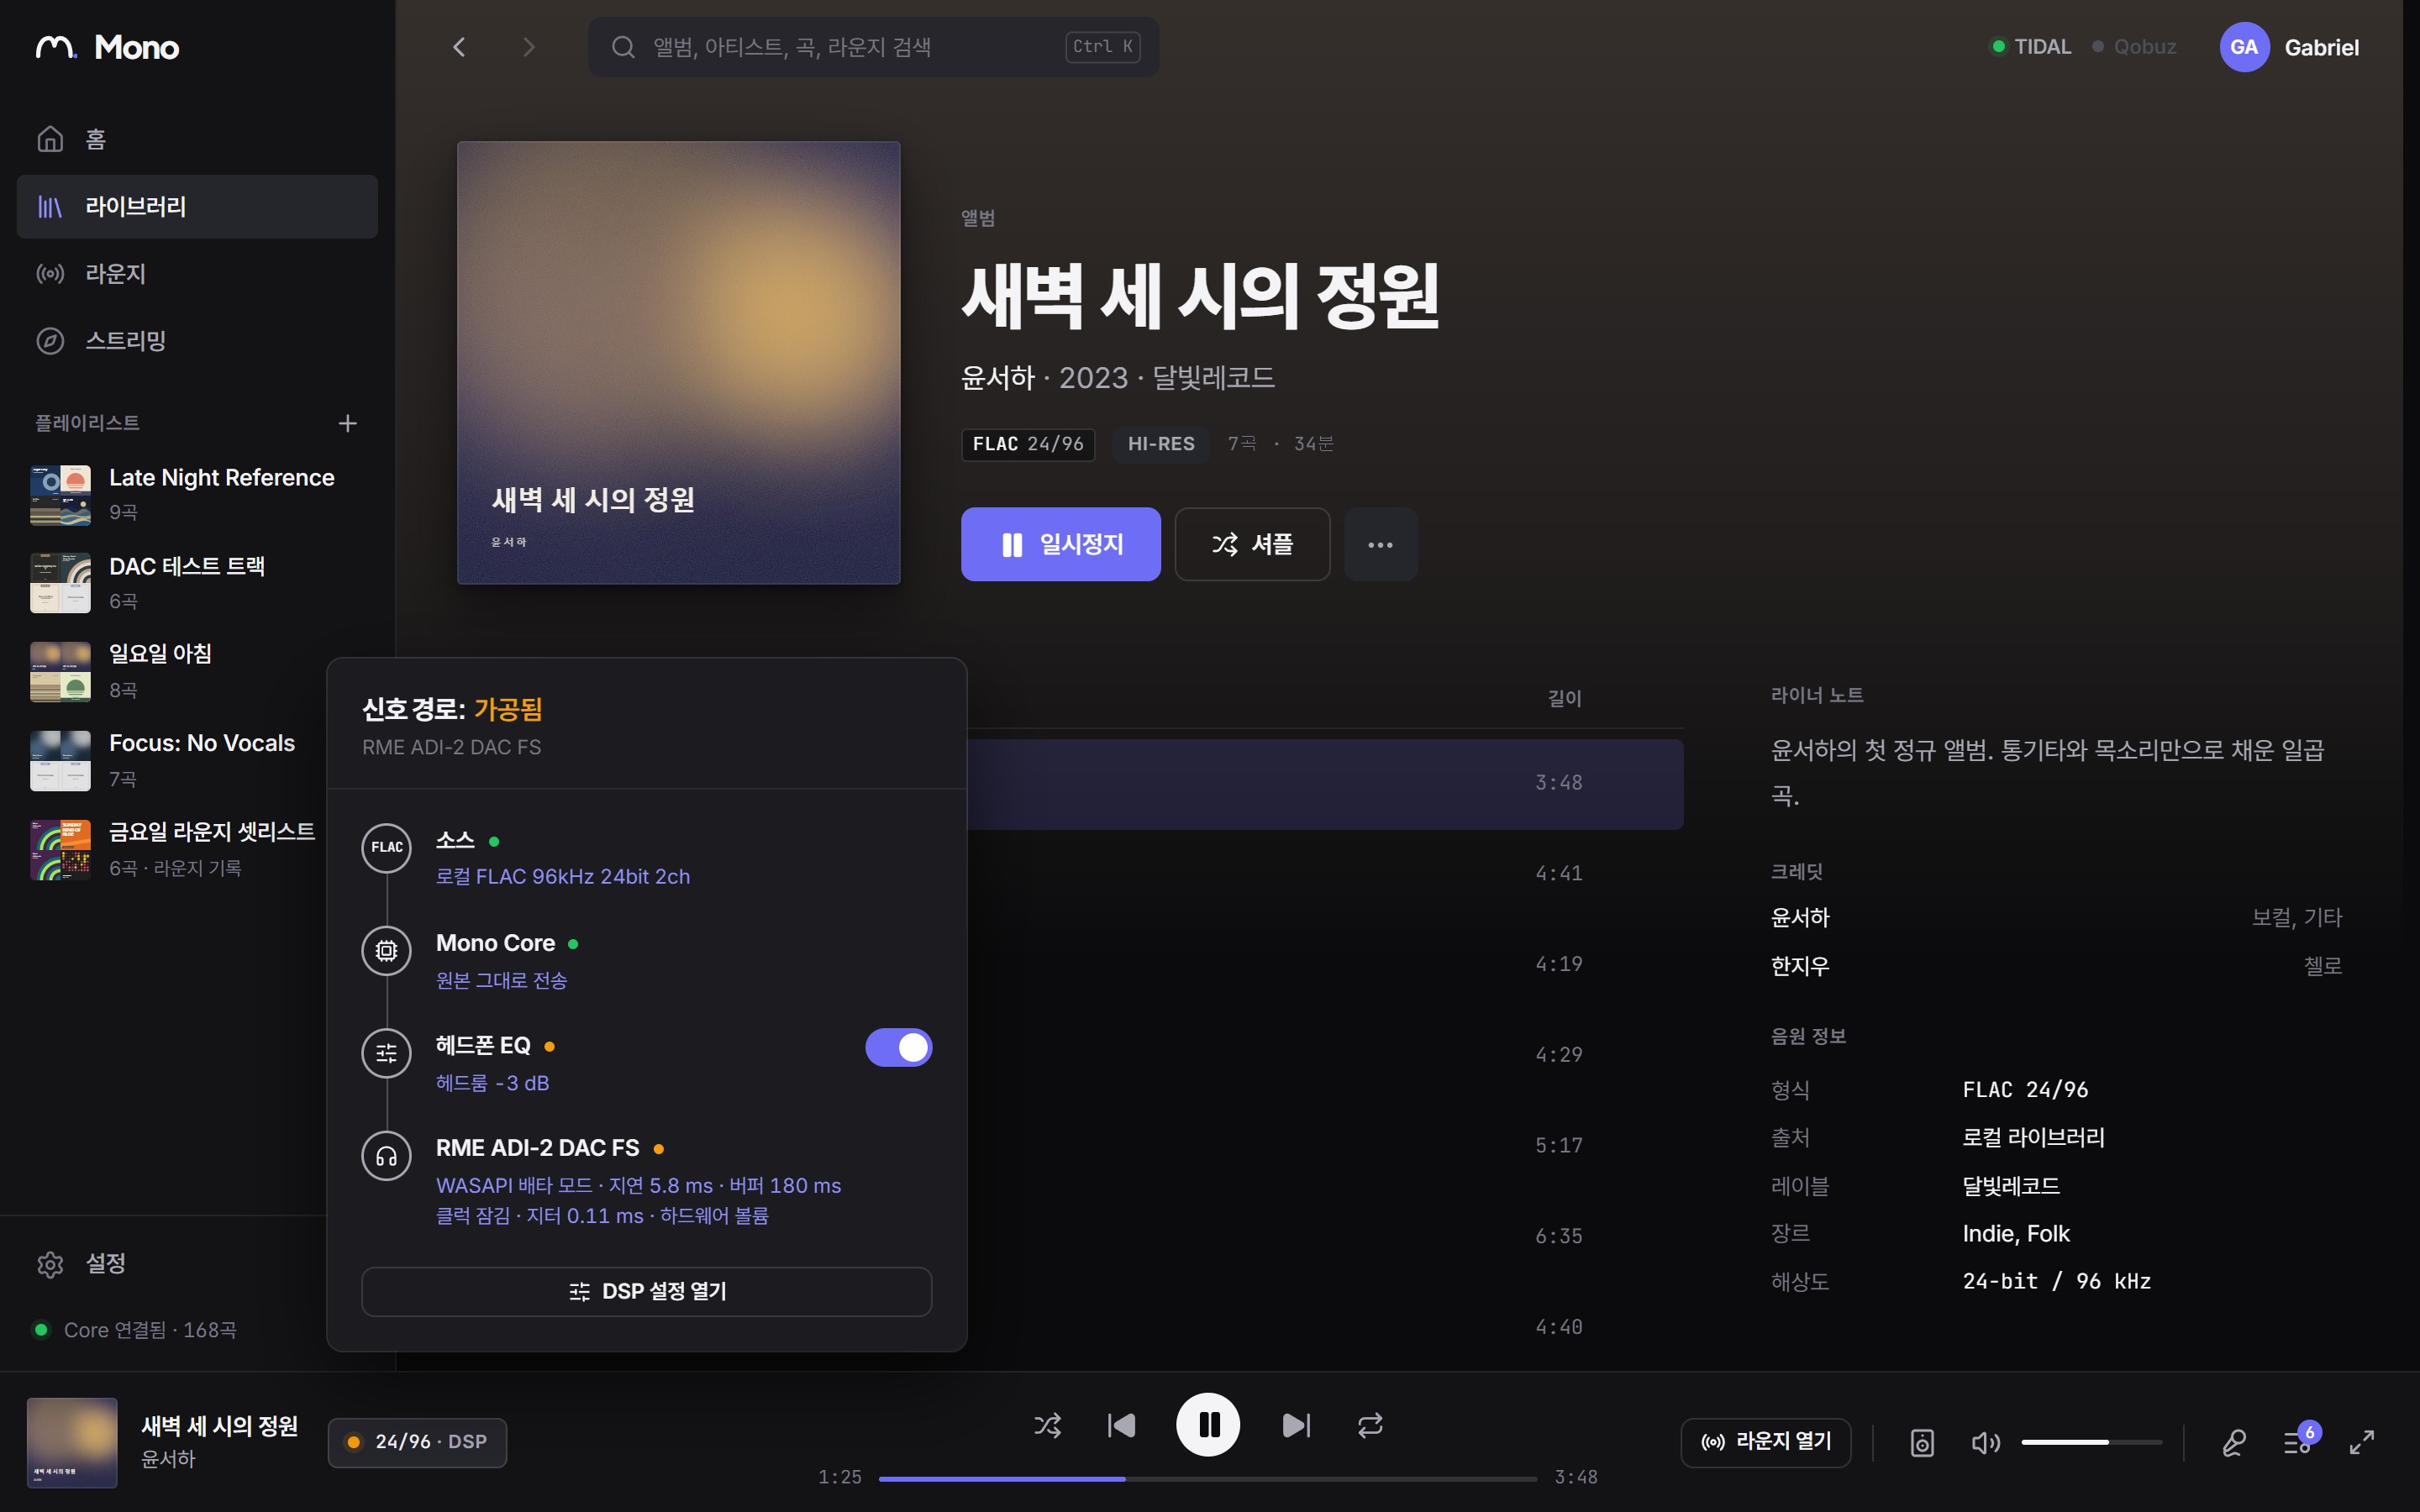 Mono
앨범, 아티스트, 곡, 라운지 검색
Ctrl K
TIDAL
Qobuz
GA
Gabriel
홈
라이브러리
라운지
스트리밍
플레이리스트
Late Night Reference
9곡
DAC 테스트 트랙
6곡
일요일 아침
8곡
Focus: No Vocals
7곡
금요일 라운지 셋리스트
6곡 · 라운지 기록
설정
Core 연결됨 · 168곡
새벽 세 시의 정원
윤서하
앨범
새벽 세 시의 정원
윤서하 · 2023 · 달빛레코드
FLAC 24/96
HI-RES
7곡 · 34분
일시정지
셔플
신호 경로: 가공됨
RME ADI-2 DAC FS
FLAC
소스
로컬 FLAC 96kHz 24bit 2ch
Mono Core
원본 그대로 전송
헤드폰 EQ
헤드룸 -3 dB
RME ADI-2 DAC FS
WASAPI 배타 모드 · 지연 5.8 ms · 버퍼 180 ms
클럭 잠김 · 지터 0.11 ms · 하드웨어 볼륨
DSP 설정 열기
길이
3:48
4:41
4:19
4:29
5:17
6:35
4:40
라이너 노트
윤서하의 첫 정규 앨범. 통기타와 목소리만으로 채운 일곱
곡.
크레딧
윤서하 보컬, 기타
한지우 첼로
음원 정보
형식 FLAC 24/96
출처 로컬 라이브러리
레이블 달빛레코드
장르 Indie, Folk
해상도 24-bit / 96 kHz
새벽 세 시의 정원
새벽 세 시의 정원
윤서하
24/96 · DSP
1:25
3:48
라운지 열기
6